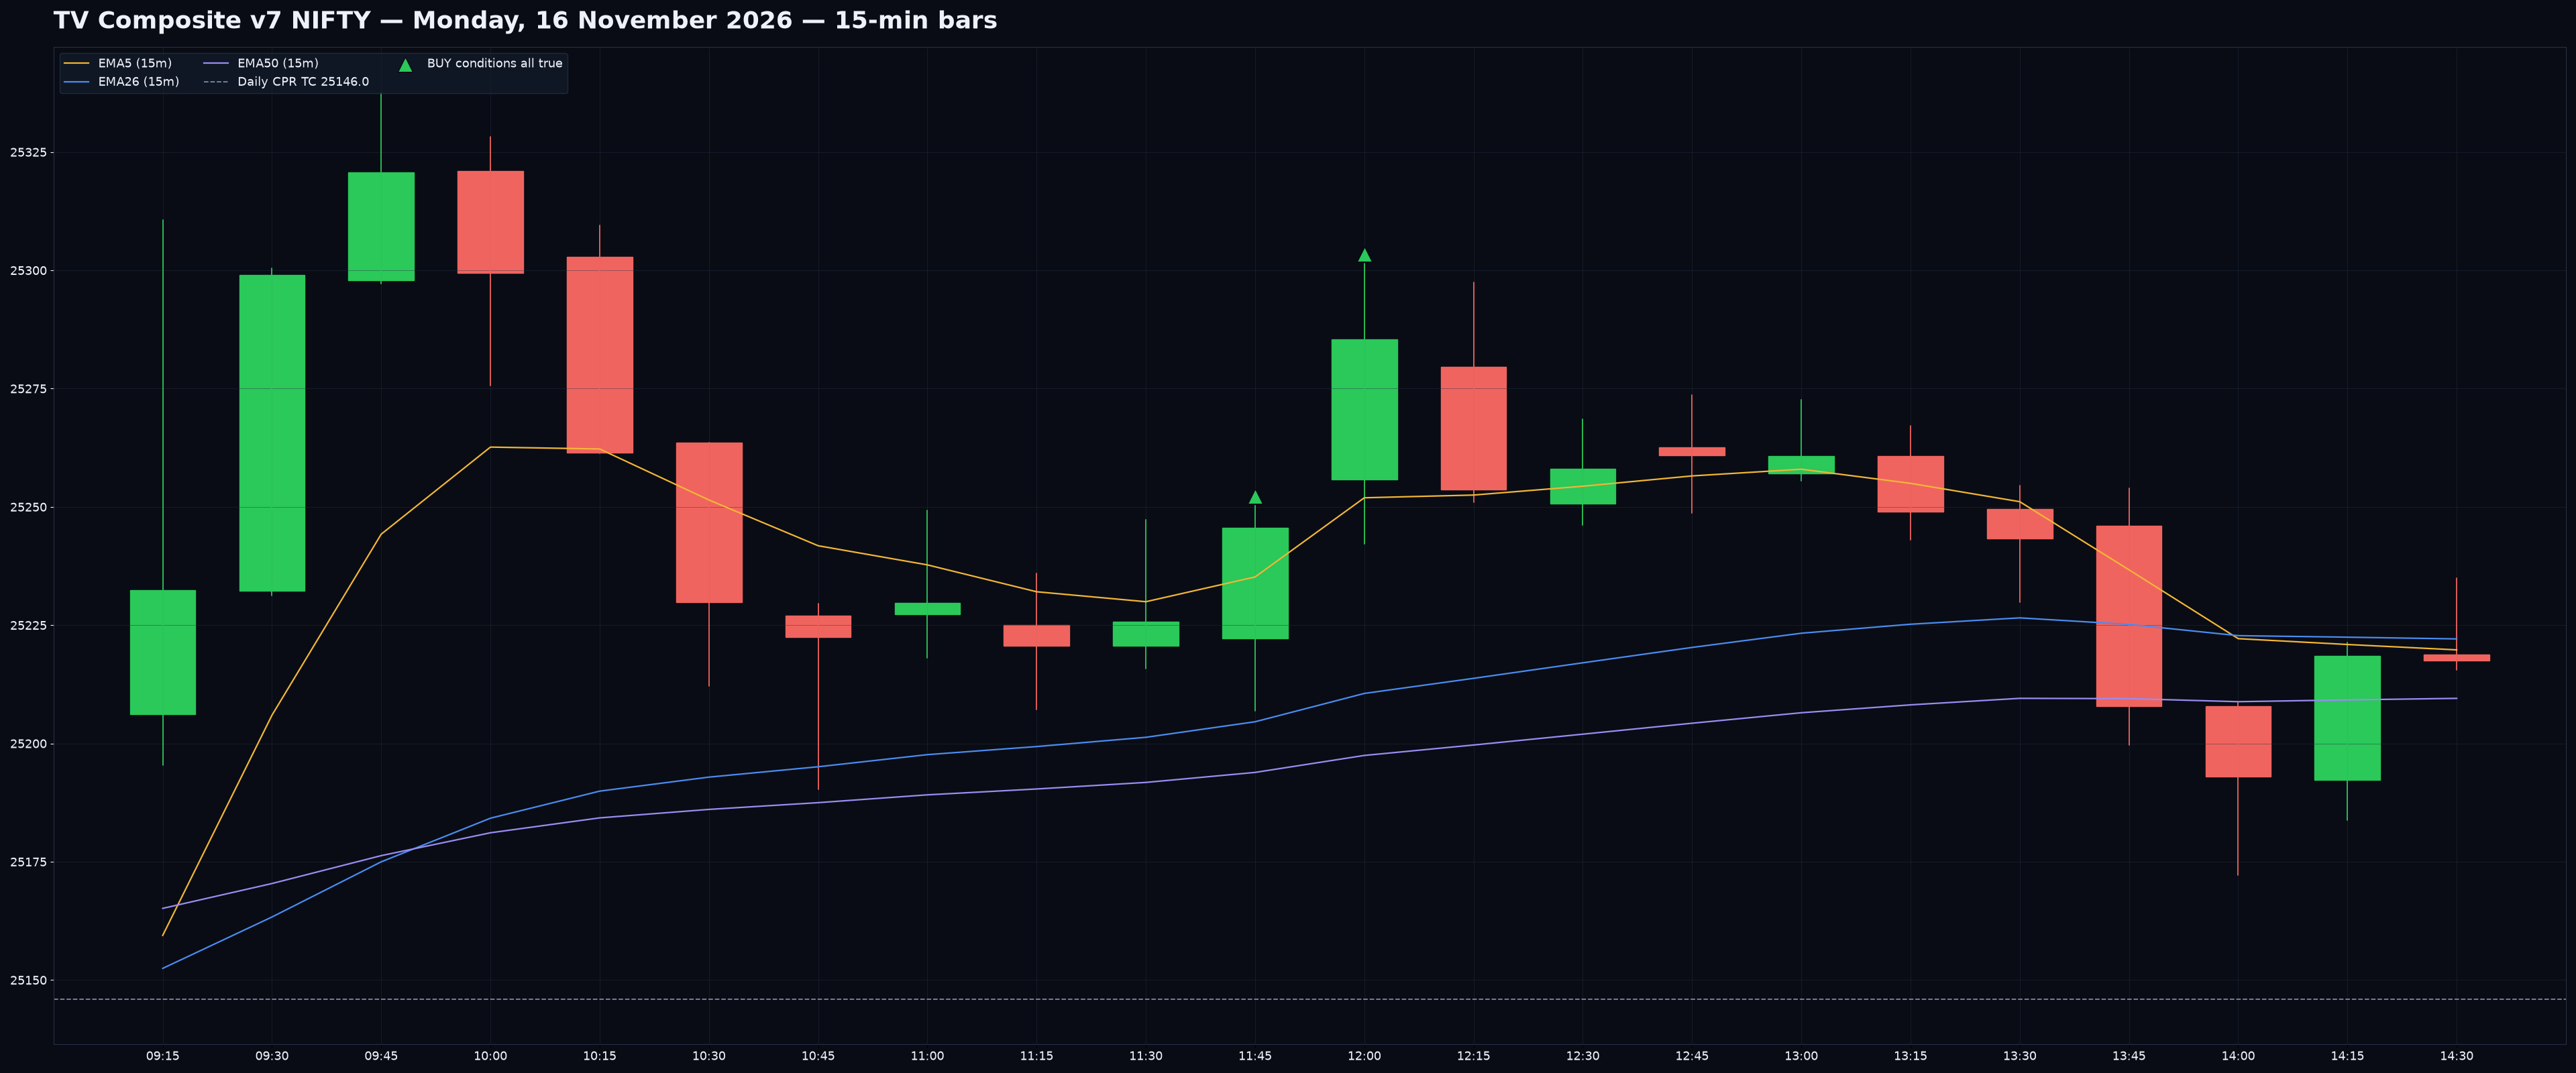 TV Composite v7 NIFTY — Monday, 16 November 2026 — 15-min bars
EMA5 (15m)
EMA26 (15m)
EMA50 (15m)
Daily CPR TC 25146.0
BUY conditions all true
25325
25300
25275
25250
25225
25200
25175
25150
09:15 09:30 09:45 10:00 10:15 10:30 10:45 11:00 11:15 11:30 11:45 12:00 12:15 12:30 12:45 13:00 13:15 13:30 13:45 14:00 14:15 14:30